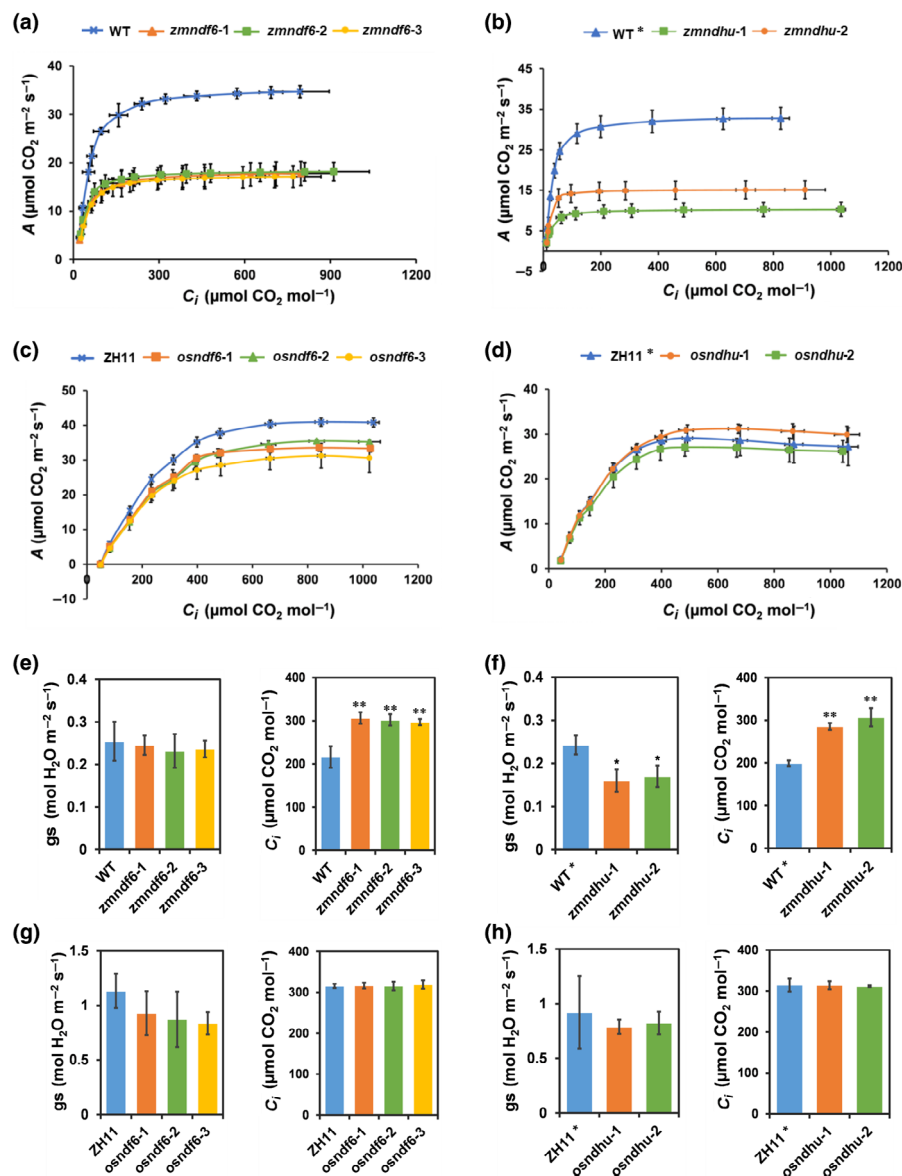 (a)
WT zmndf6-1 zmndf6-2 zmndf6-3
A (µmol CO2 m−2 s−1)
40
30
20
10
0
0 300 600 900 1200
Ci (µmol CO2 mol−1)
(b)
WT * zmndhu-1 zmndhu-2
A (µmol CO2 m−2 s−1)
45
35
25
15
5
−5
0 200 400 600 800 1000 1200
Ci (µmol CO2 mol−1)
(c)
ZH11 osndf6-1 osndf6-2 osndf6-3
A (µmol CO2 m−2 s−1)
50
40
30
20
10
0
−10
0 200 400 600 800 1000 1200
Ci (µmol CO2 mol−1)
(d)
ZH11 * osndhu-1 osndhu-2
A (µmol CO2 m−2 s−1)
40
30
20
10
0
0 200 400 600 800 1000 1200
Ci (µmol CO2 mol−1)
(e)
gs (mol H2O m−2 s−1)
0.4
0.3
0.2
0.1
0
WT zmndf6-1 zmndf6-2 zmndf6-3
Ci (µmol CO2 mol−1)
400
300
200
100
0
** ** **
WT zmndf6-1 zmndf6-2 zmndf6-3
(f)
gs (mol H2O m−2 s−1)
0.4
0.3
0.2
0.1
0
* *
WT * zmndhu-1 zmndhu-2
Ci (µmol CO2 mol−1)
400
300
200
100
0
** **
WT * zmndhu-1 zmndhu-2
(g)
gs (mol H2O m−2 s−1)
1.5
1
0.5
0
ZH11 osndf6-1 osndf6-2 osndf6-3
Ci (µmol CO2 mol−1)
400
300
200
100
0
ZH11 osndf6-1 osndf6-2 osndf6-3
(h)
gs (mol H2O m−2 s−1)
1.5
1
0.5
0
ZH11 * osndhu-1 osndhu-2
Ci (µmol CO2 mol−1)
400
300
200
100
0
ZH11 * osndhu-1 osndhu-2